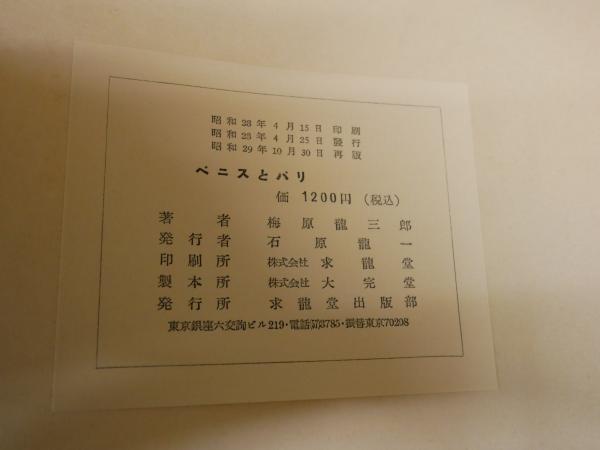 昭和28年4月15日 印刷
昭和28年4月25日 發行
昭和29年10月30日 再版
ベニスとパリ
価 1200円 (税込)
著者 梅原龍三郎
発行者 石原龍一
印刷所 株式会社 求龍堂
製本所 株式会社 大完堂
発行所 求龍堂出版部
東京銀座六交詢ビル219・電話(57)3785・振替東京70208